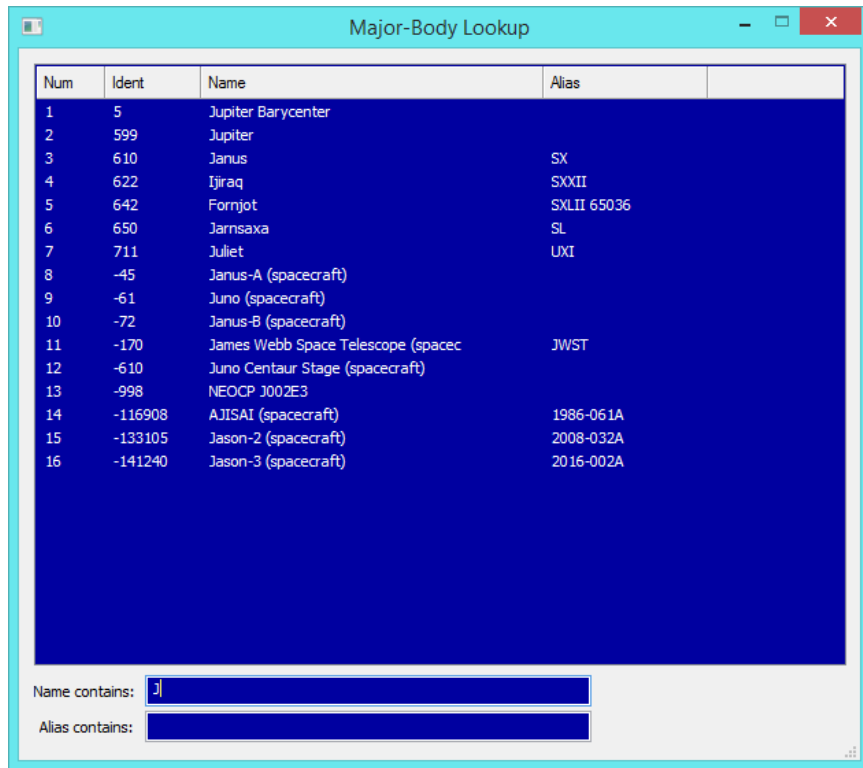 Major-Body Lookup
Num Ident Name Alias
1 5 Jupiter Barycenter
2 599 Jupiter
3 610 Janus SX
4 622 Ijiraq SXXII
5 642 Fornjot SXLII 65036
6 650 Jarnsaxa SL
7 711 Juliet UXI
8 -45 Janus-A (spacecraft)
9 -61 Juno (spacecraft)
10 -72 Janus-B (spacecraft)
11 -170 James Webb Space Telescope (spacec JWST
12 -610 Juno Centaur Stage (spacecraft)
13 -998 NEOCP J002E3
14 -116908 AJISAI (spacecraft) 1986-061A
15 -133105 Jason-2 (spacecraft) 2008-032A
16 -141240 Jason-3 (spacecraft) 2016-002A
Name contains: J
Alias contains: